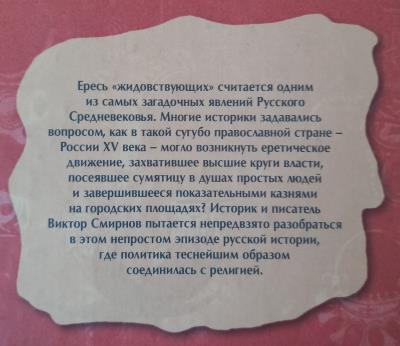 Ересь «жидовствующих» считается одним
из самых загадочных явлений Русского
Средневековья. Многие историки задавались
вопросом, как в такой сугубо православной стране –
России XV века – могло возникнуть еретическое
движение, захватившее высшие круги власти,
посеявшее сумятицу в душах простых людей
и завершившееся показательными казнями
на городских площадях? Историк и писатель
Виктор Смирнов пытается непредвзято разобраться
в этом непростом эпизоде русской истории,
где политика теснейшим образом
соединилась с религией.